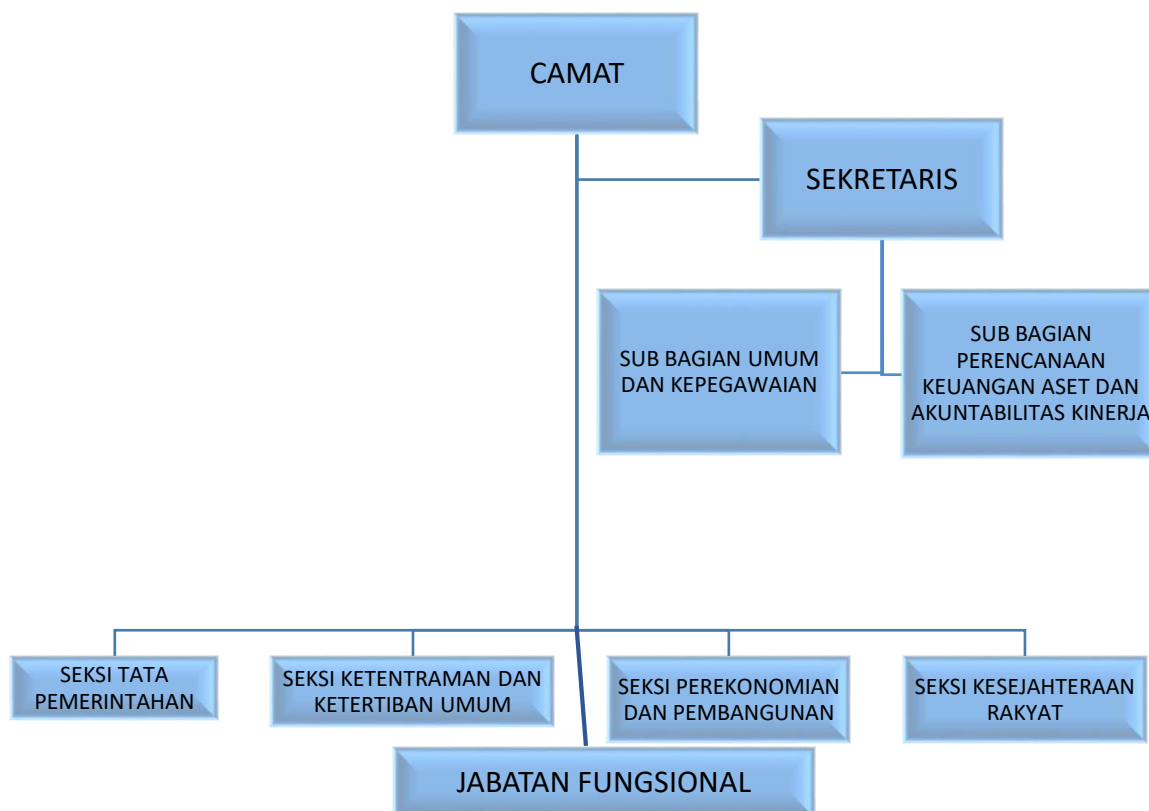 CAMAT
SEKRETARIS
SUB BAGIAN UMUM
DAN KEPEGAWAIAN
SUB BAGIAN
PERENCANAAN
KEUANGAN ASET DAN
AKUNTABILITAS KINERJA
SEKSI TATA
PEMERINTAHAN
SEKSI KETENTRAMAN DAN
KETERTIBAN UMUM
SEKSI PEREKONOMIAN
DAN PEMBANGUNAN
SEKSI KESEJAHTERAAN
RAKYAT
JABATAN FUNGSIONAL